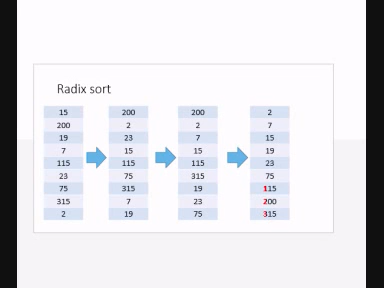 Radix sort
15 200 200 2
200 2 2 7
19 23 7 15
7 15 15 19
115 115 115 23
23 75 315 75
75 315 19 115
315 7 23 200
2 19 75 315